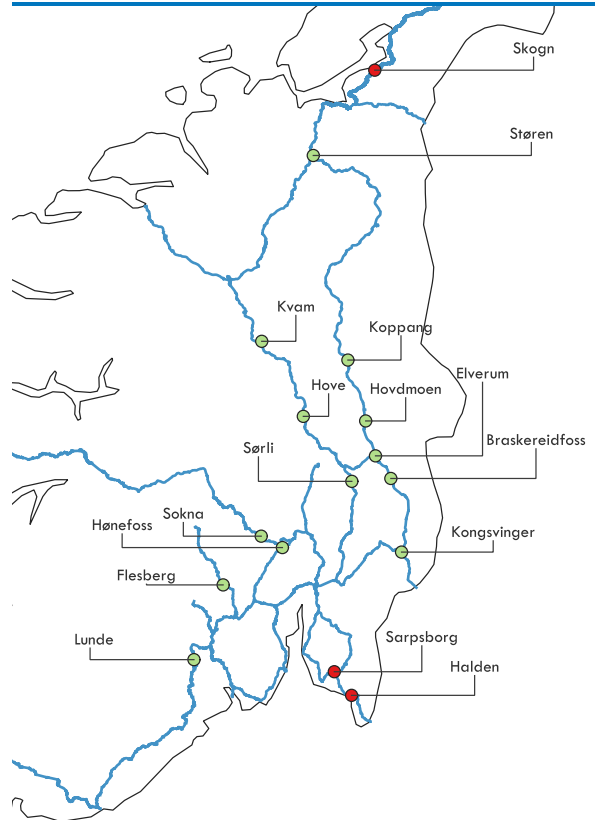 Skogn
Støren
Kvam
Koppang
Elverum
Hove
Hovdmoen
Braskereidfoss
Sørli
Sokna
Hønefoss
Kongsvinger
Flesberg
Lunde
Sarpsborg
Halden